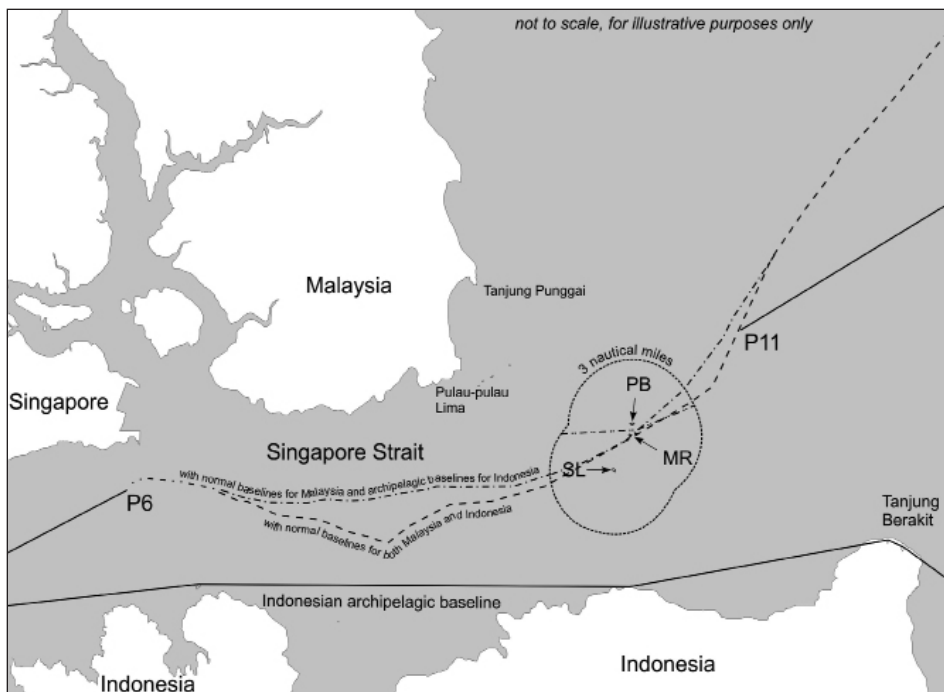 not to scale, for illustrative purposes only
Malaysia
Tanjung Punggai
P11
3 nautical miles
PB
Pulau-pulau
Lima
Singapore
Singapore Strait
MR
SL
with normal baselines for Malaysia and archipelagic baselines for Indonesia
P6
with normal baselines for both Malaysia and Indonesia
Tanjung
Berakit
Indonesian archipelagic baseline
Indonesia
Indonesia